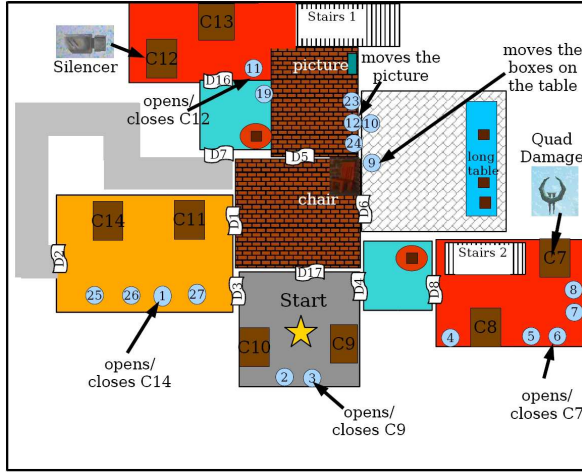 C13
Stairs 1
C12
Silencer
picture
moves the
picture
moves the
boxes on
the table
D16
11
19
opens/
closes C12
23
12
10
24
9
D7
D5
long
table
Quad
Damage
chair
D1
D6
C14
C11
D2
C7
Stairs 2
25
26
1
27
D3
D17
D4
D8
Start
8
7
C10
C9
C8
4
5
6
2
3
opens/
closes C14
opens/
closes C9
opens/
closes C7